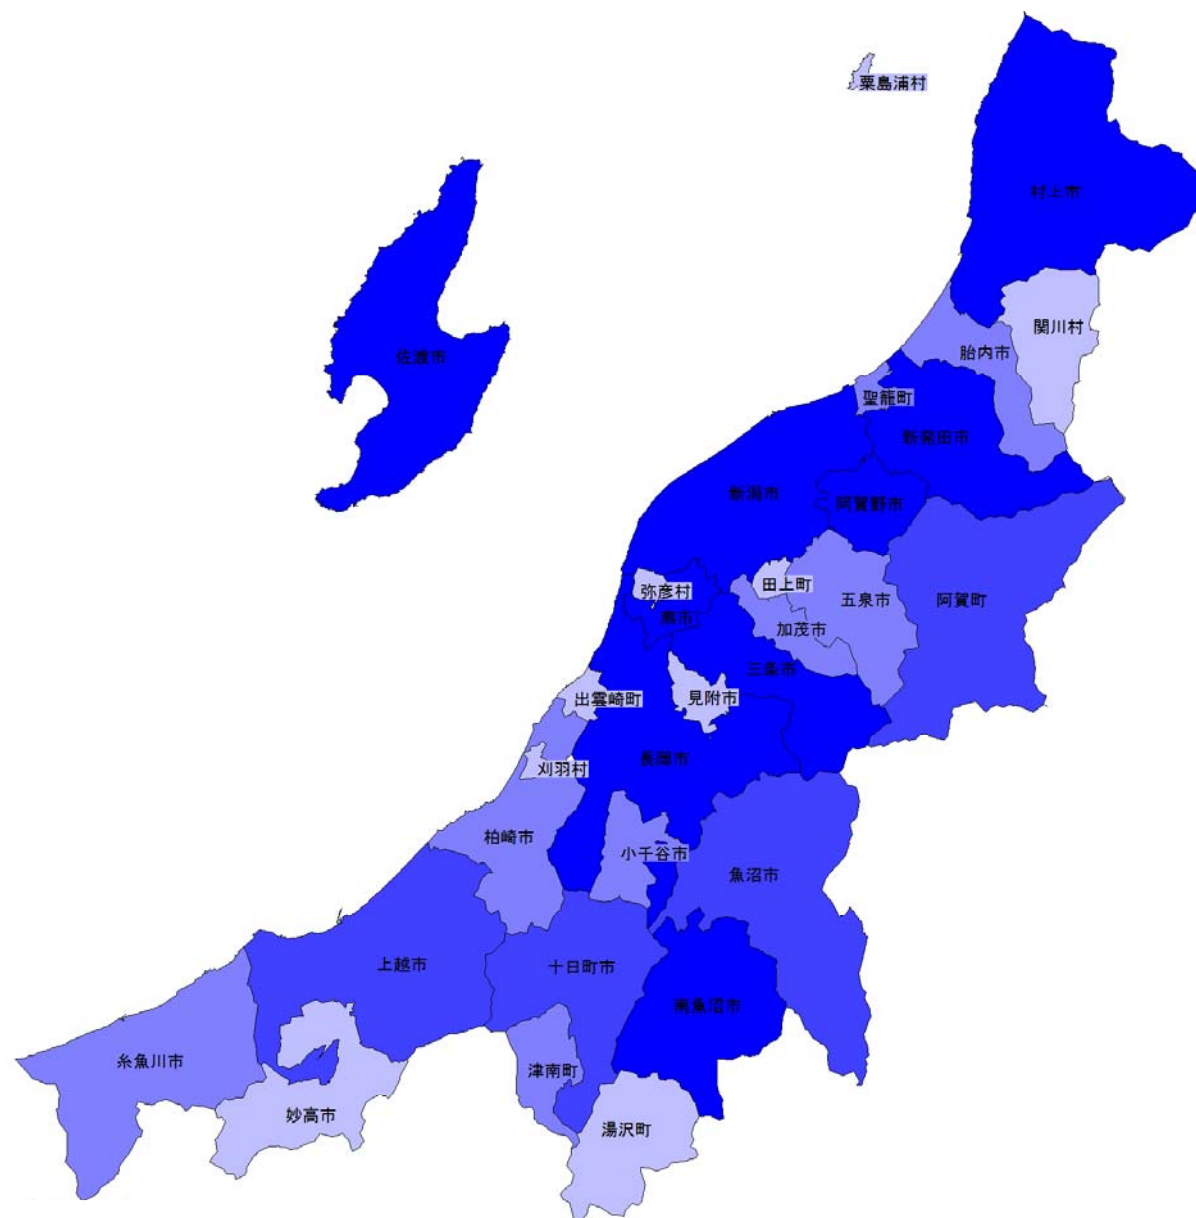 粟島浦村
村上市
関川村
胎内市
佐渡市
聖籠町
新発田市
新潟市
阿賀野市
弥彦村
田上町
五泉市
阿賀町
燕市
加茂市
三条市
出雲崎町
見附市
長岡市
刈羽村
柏崎市
小千谷市
魚沼市
上越市
十日町市
南魚沼市
糸魚川市
津南町
妙高市
湯沢町